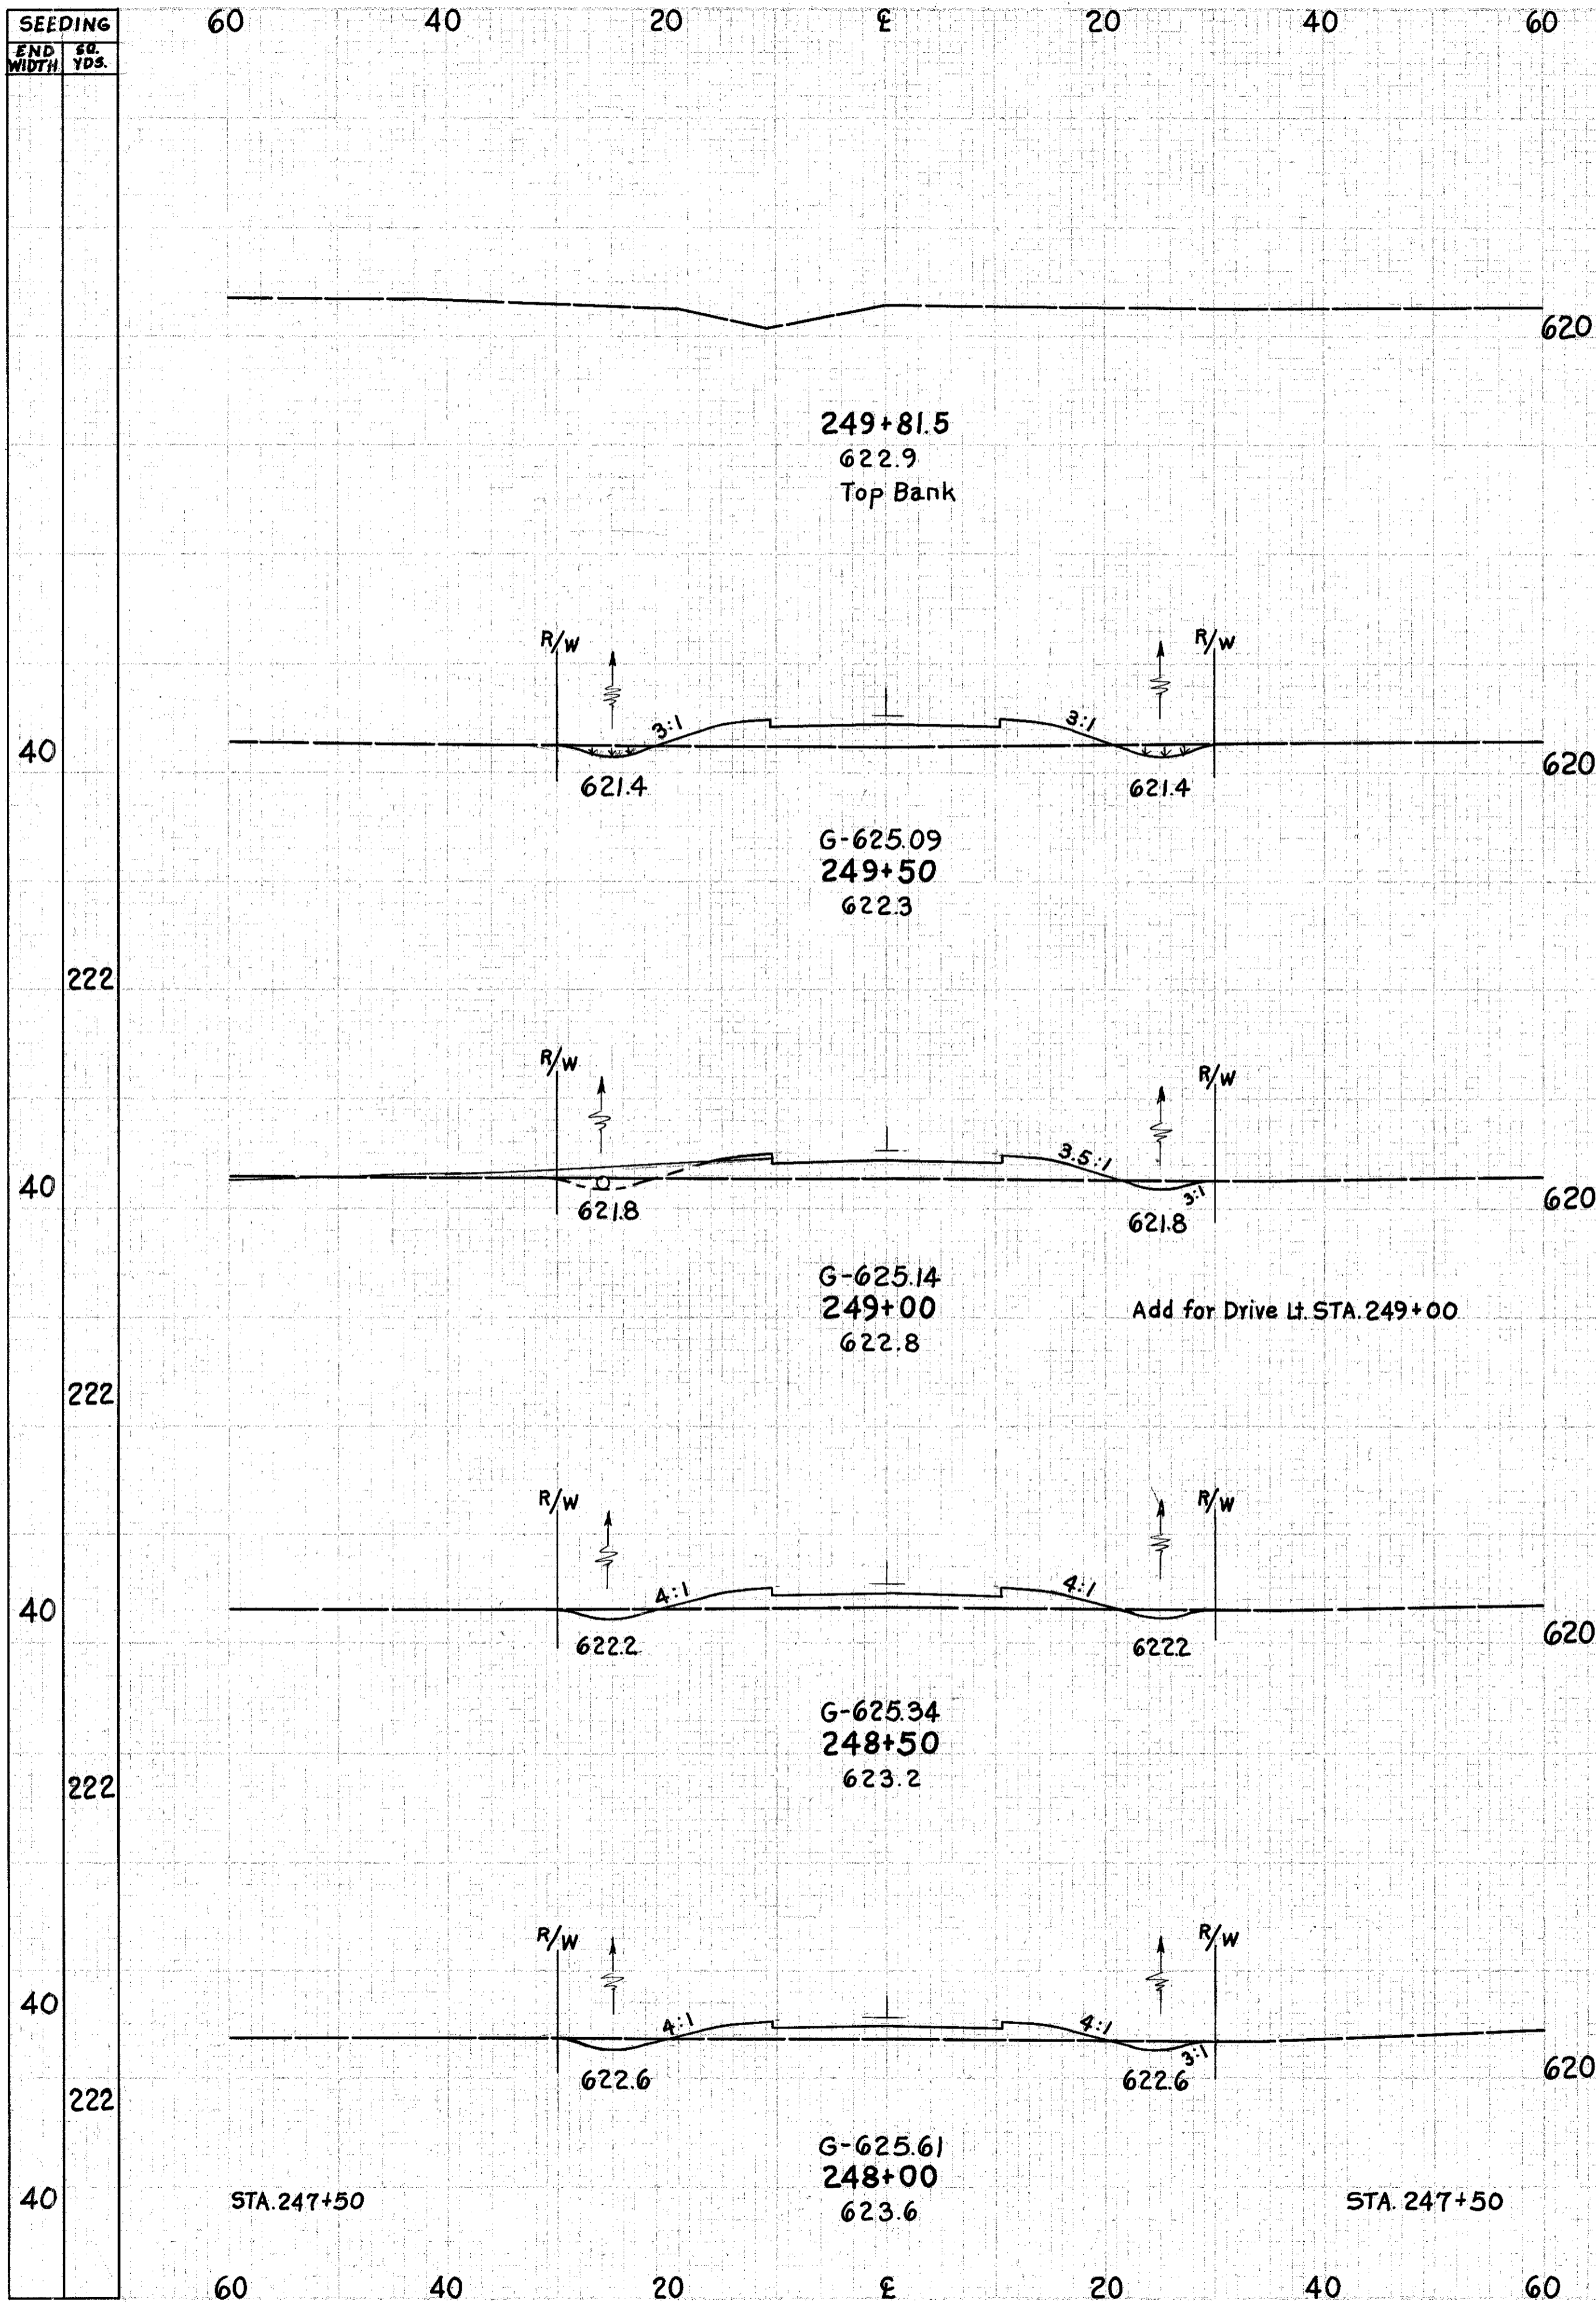 SEEDING
END WIDTH
SQ. YDS.
60 40 20 ℄ 20 40 60
620
249+81.5
622.9
Top Bank
R/W
R/W
3:1
3:1
40
620
621.4
621.4
G-625.09
249+50
622.3
222
R/W
R/W
3.5:1
3:1
40
620
621.8
621.8
G-625.14
249+00
Add for Drive Lt. STA. 249+00
622.8
222
R/W
R/W
4:1
4:1
40
620
622.2
622.2
G-625.34
248+50
623.2
222
R/W
R/W
40
4:1
4:1
3:1
620
622.6
622.6
222
G-625.61
248+00
40
STA. 247+50
STA. 247+50
623.6
60 40 20 ℄ 20 40 60